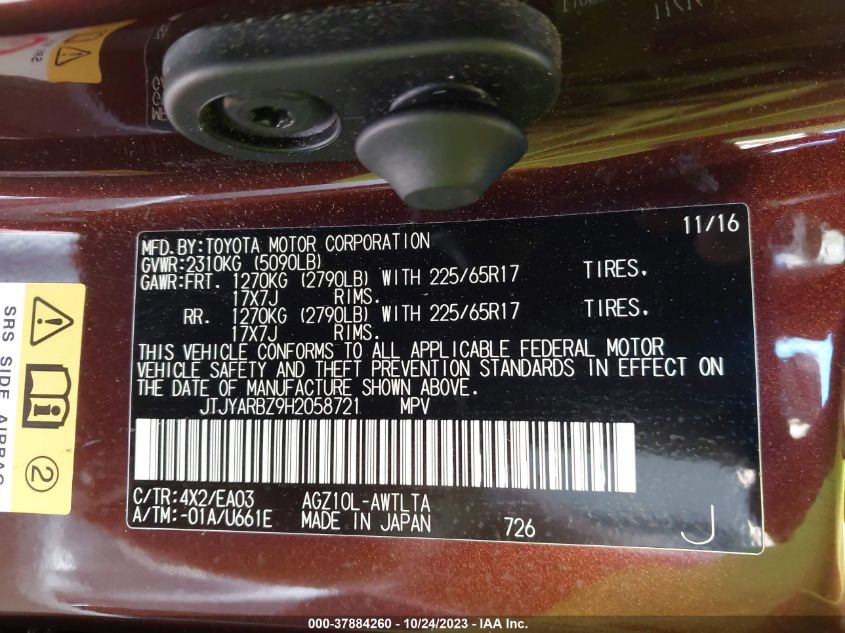 11/16
MFD.BY:TOYOTA MOTOR CORPORATION
GVWR:2310KG (5090LB)
GAWR:FRT. 1270KG (2790LB) WITH 225/65R17 TIRES.
17X7J RIMS.
RR. 1270KG (2790LB) WITH 225/65R17 TIRES.
17X7J RIMS.
THIS VEHICLE CONFORMS TO ALL APPLICABLE FEDERAL MOTOR
VEHICLE SAFETY AND THEFT PREVENTION STANDARDS IN EFFECT ON
THE DATE OF MANUFACTURE SHOWN ABOVE.
JTJYARBZ9H2058721 MPV
C/TR:4X2/EA03 AGZ10L-AWTLTA
A/TM:-01A/U661E MADE IN JAPAN 726 J
SRS SIDE AIRBAG
2
000-37884260 - 10/24/2023 - IAA Inc.